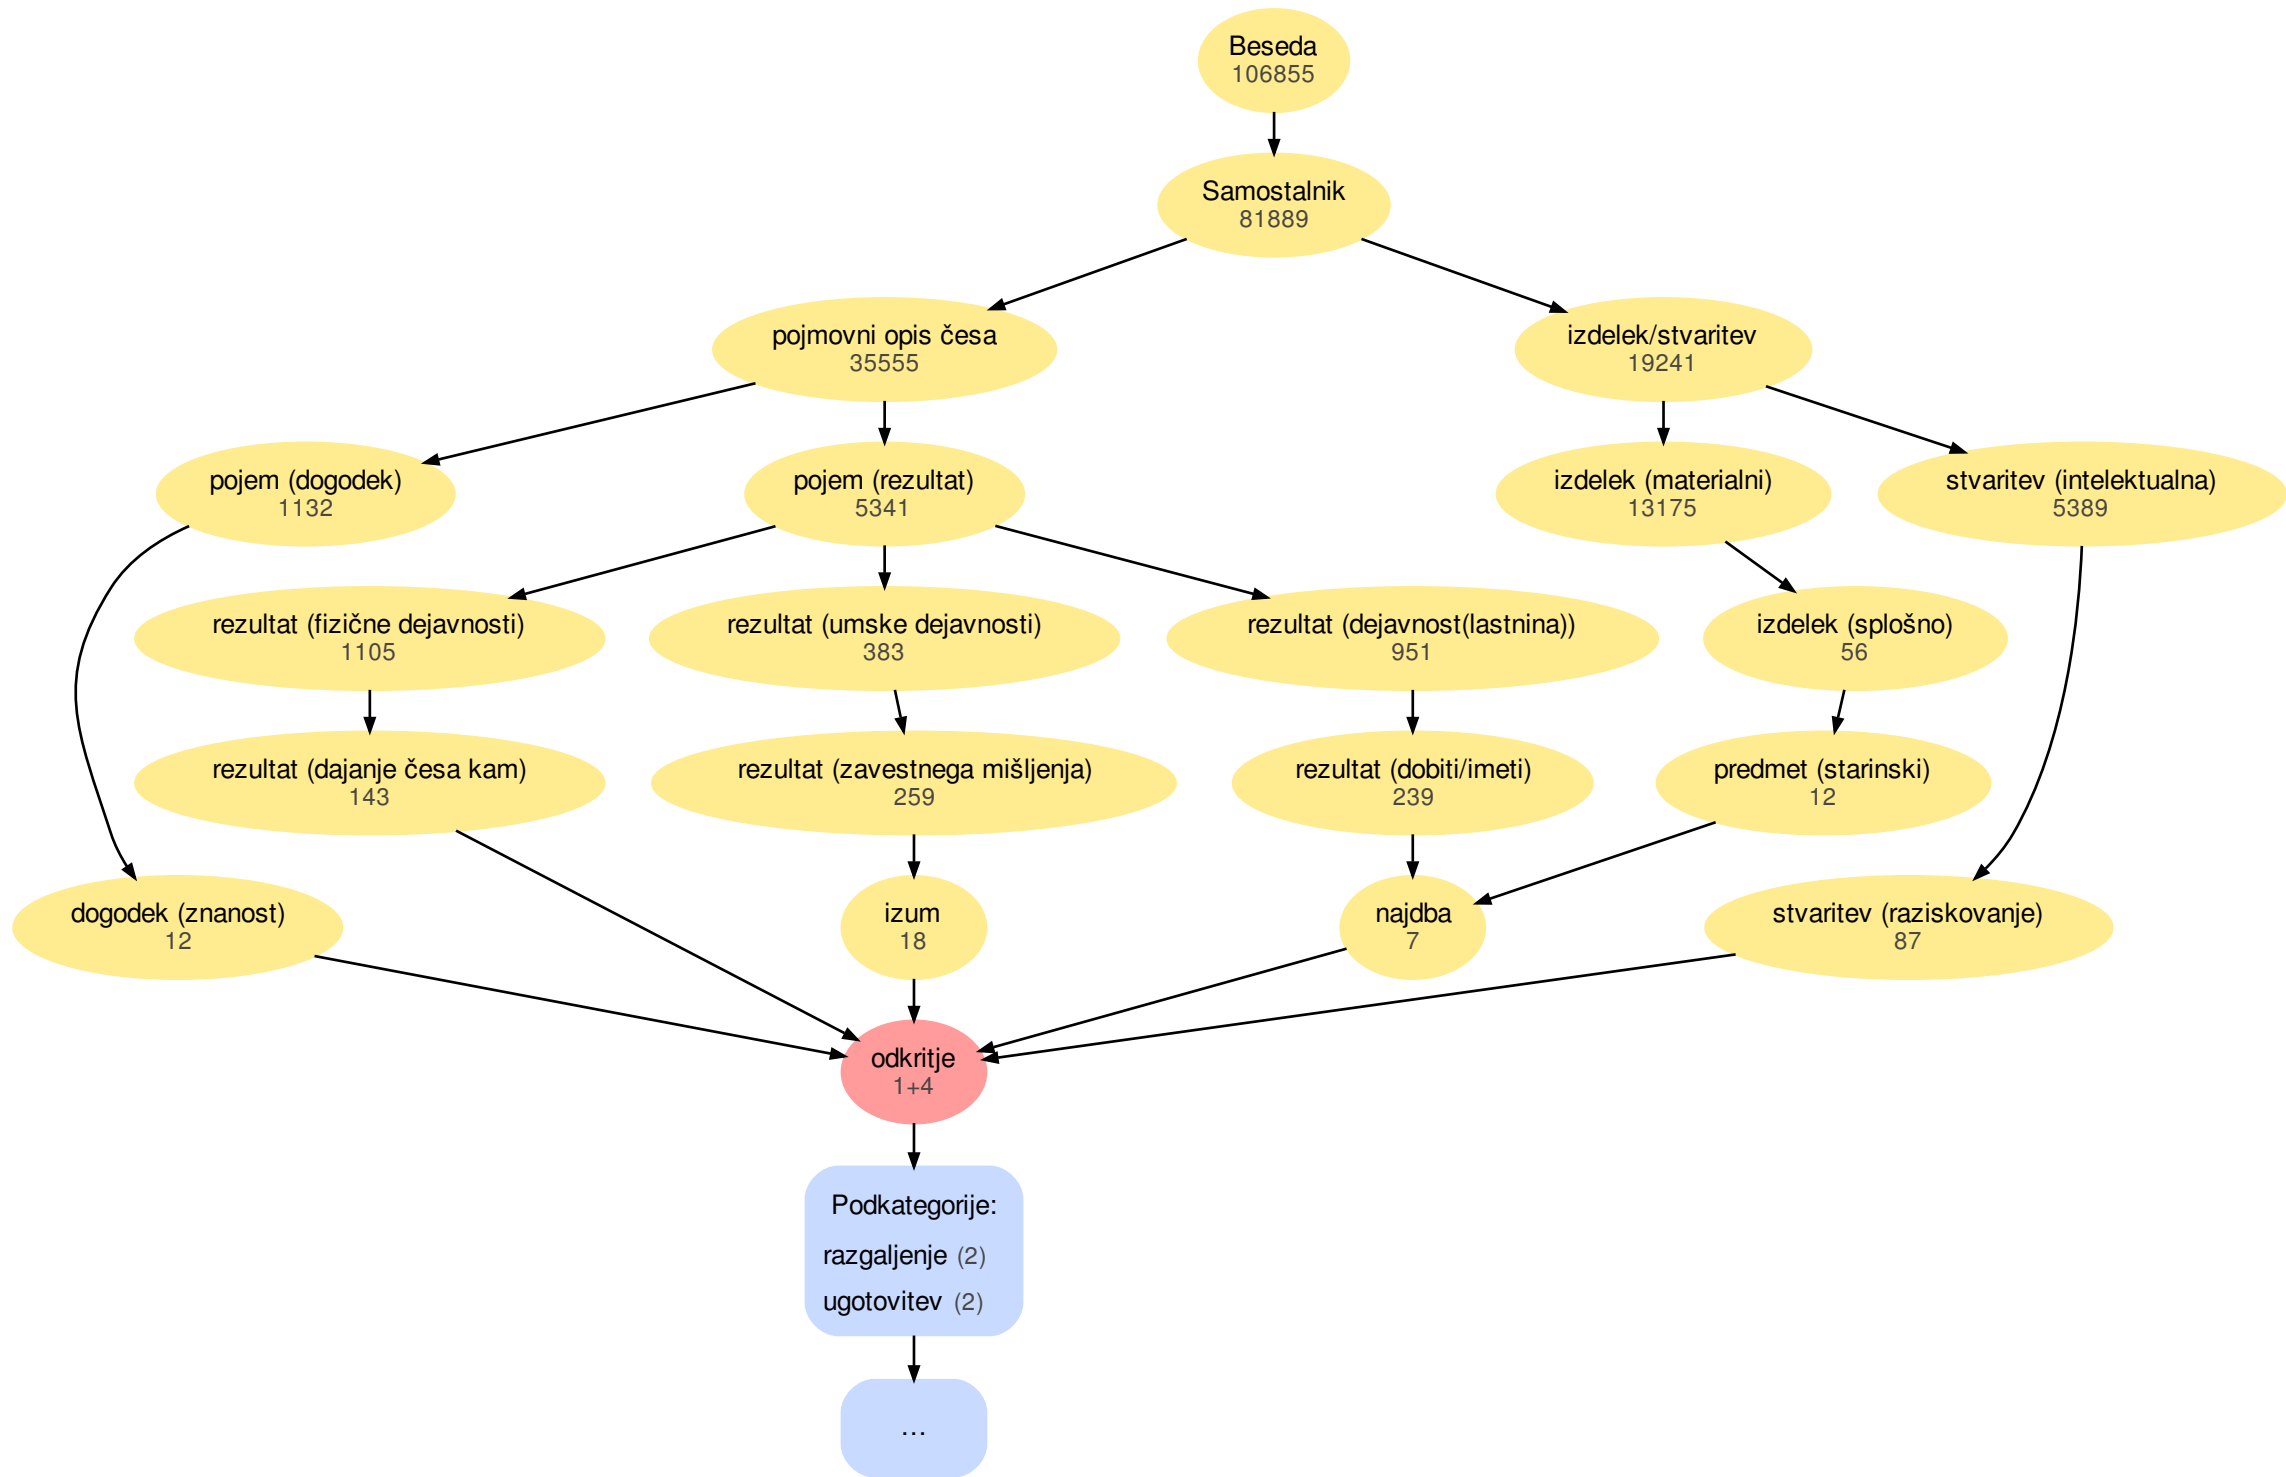 Beseda
106855
Samostalnik
81889
pojmovni opis česa
35555
izdelek/stvaritev
19241
pojem (dogodek)
1132
pojem (rezultat)
5341
izdelek (materialni)
13175
stvaritev (intelektualna)
5389
rezultat (fizične dejavnosti)
1105
rezultat (umske dejavnosti)
383
rezultat (dejavnost(lastnina))
951
izdelek (splošno)
56
rezultat (dajanje česa kam)
143
rezultat (zavestnega mišljenja)
259
rezultat (dobiti/imeti)
239
predmet (starinski)
12
dogodek (znanost)
12
izum
18
najdba
7
stvaritev (raziskovanje)
87
odkritje
1+4
Podkategorije:
razgaljenje (2)
ugotovitev (2)
...